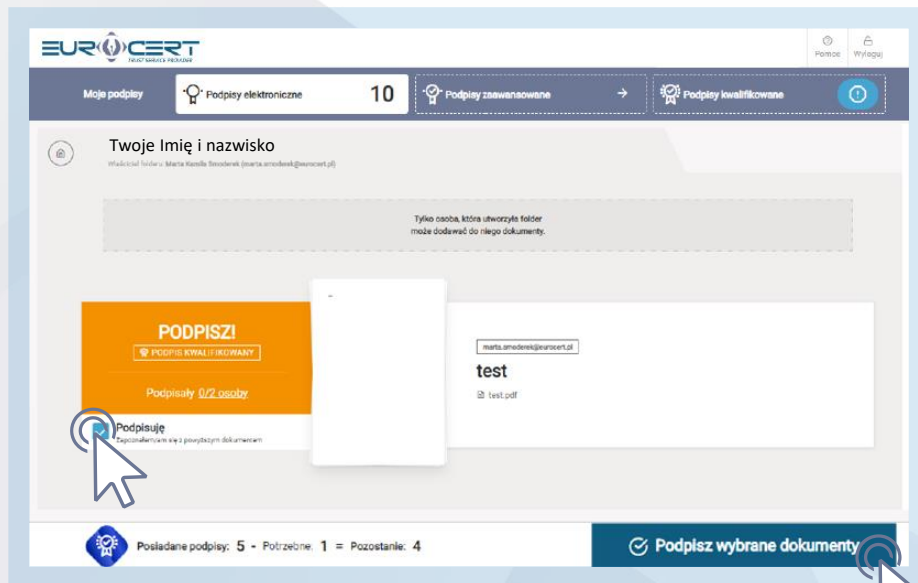 EUROCERT
TRUST SERVICE PROVIDER
Pomoc
Wyloguj
Moje podpisy
Podpisy elektroniczne
10
Podpisy zaawansowane
Podpisy kwalifikowane
Twoje Imię i nazwisko
Właściciel folderu: Marta Kamila Smoderek (marta.smoderek@eurocert.pl)
Tylko osoba, która utworzyła folder
może dodawać do niego dokumenty.
PODPISZ!
PODPIS KWALIFIKOWANY
Podpisały 0/2 osoby
Podpisuję
Zapoznałem/am się z powyższym dokumentem
marta.smoderek@eurocert.pl
test
test.pdf
Posiadane podpisy: 5 - Potrzebne: 1 = Pozostanie: 4
Podpisz wybrane dokumenty